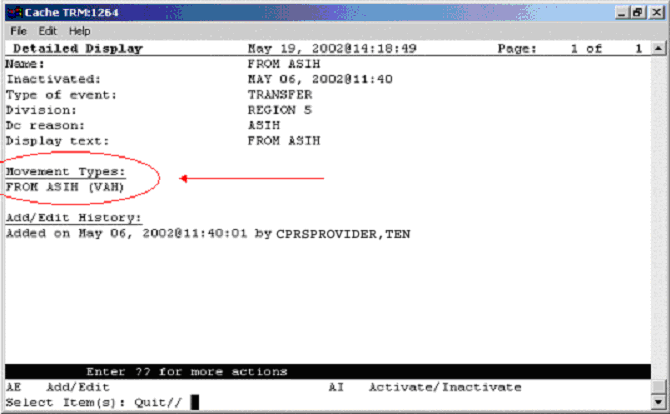 Cache TRM:1264
File Edit Help
Detailed Display May 19, 2002@14:18:49 Page: 1 of 1
Name: FROM ASIH
Inactivated: MAY 06, 2002@11:40
Type of event: TRANSFER
Division: REGION 5
Dc reason: ASIH
Display text: FROM ASIH
Movement Types:
FROM ASIH (VAH)
Add/Edit History:
Added on May 06, 2002@11:40:01 by CPRSPROVIDER,TEN
Enter ?? for more actions
AE Add/Edit AI Activate/Inactivate
Select Item(s): Quit//